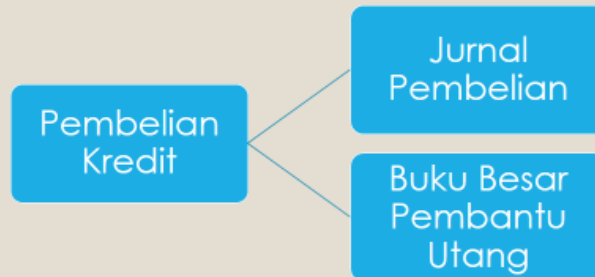 Pembelian
Kredit
Jurnal
Pembelian
Buku Besar
Pembantu
Utang